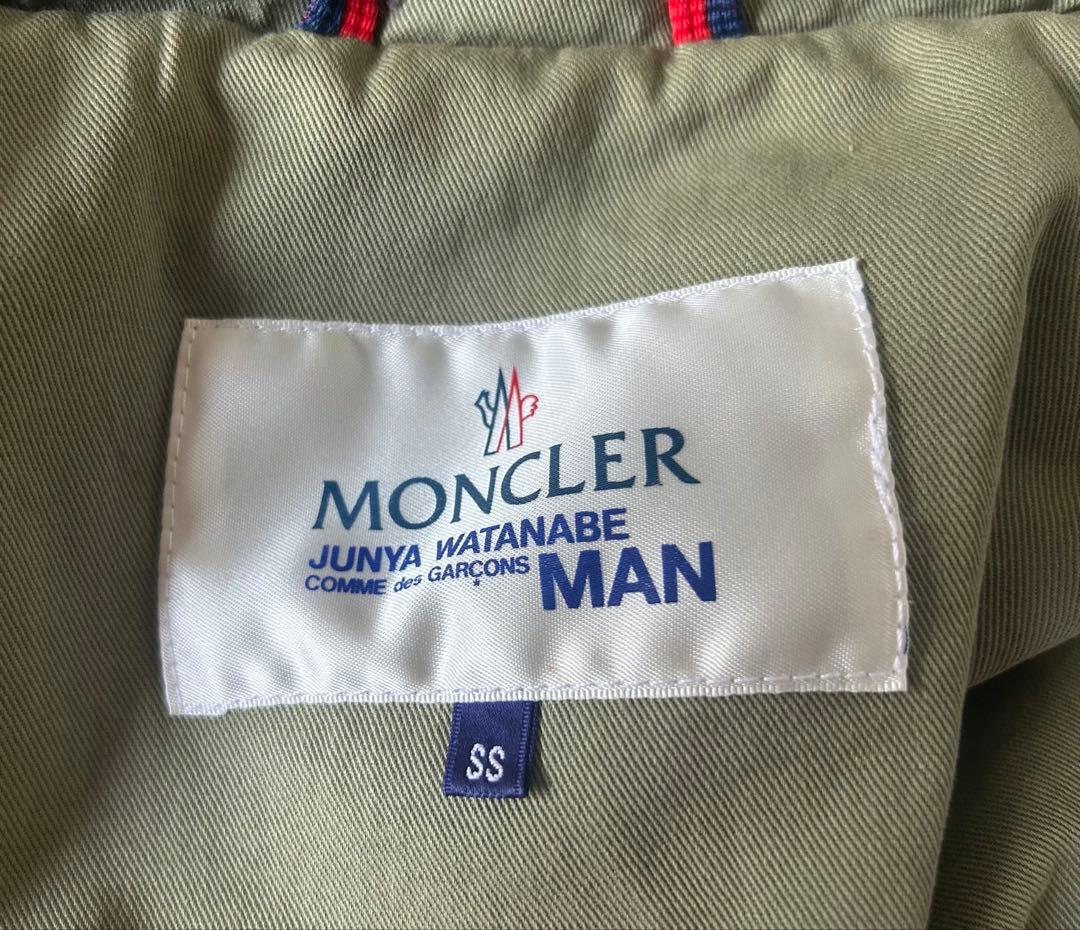 MONCLER
JUNYA WATANABE
COMME des GARÇONS MAN
SS